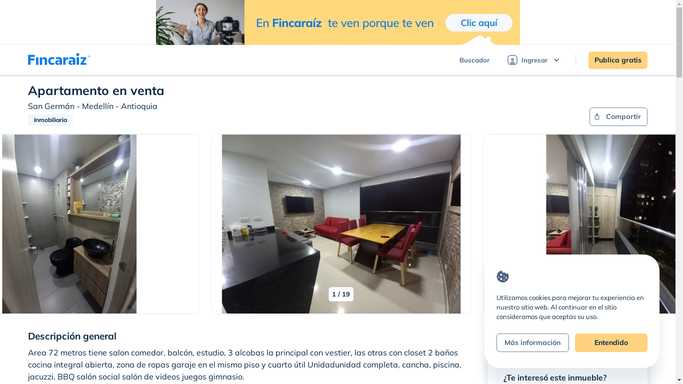 En Fincaraíz te ven porque te ven
Clic aquí
Fincaraiz
Buscador
Ingresar
Publica gratis
Apartamento en venta
San Germán - Medellín - Antioquia
Inmobiliaria
Compartir
1 / 19
Utilizamos cookies para mejorar tu experiencia en
nuestro sitio web. Al continuar en el sitio
consideramos que aceptas su uso.
Más información
Entendido
Descripción general
Area 72 metros tiene salon comedor, balcón, estudio, 3 alcobas la principal con vestier, las otras con closet 2 baños
cocina integral abierta, zona de ropas garaje en el mismo piso y cuarto útil Unidadunidad completa, cancha, piscina,
jacuzzi, BBQ salón social salón de videos juegos gimnasio.
¿Te interesó este inmueble?